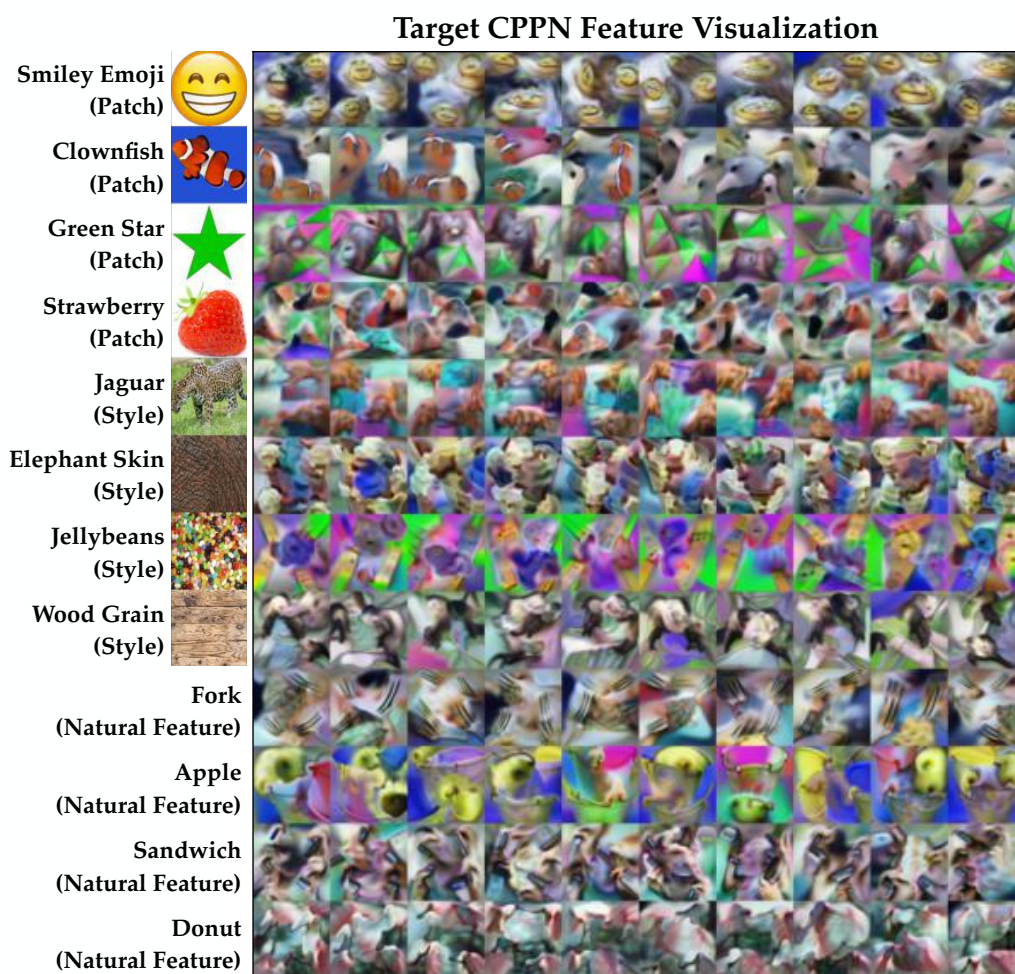 Target CPPN Feature Visualization
Smiley Emoji
(Patch)
Clownfish
(Patch)
Green Star
(Patch)
Strawberry
(Patch)
Jaguar
(Style)
Elephant Skin
(Style)
Jellybeans
(Style)
Wood Grain
(Style)
Fork
(Natural Feature)
Apple
(Natural Feature)
Sandwich
(Natural Feature)
Donut
(Natural Feature)